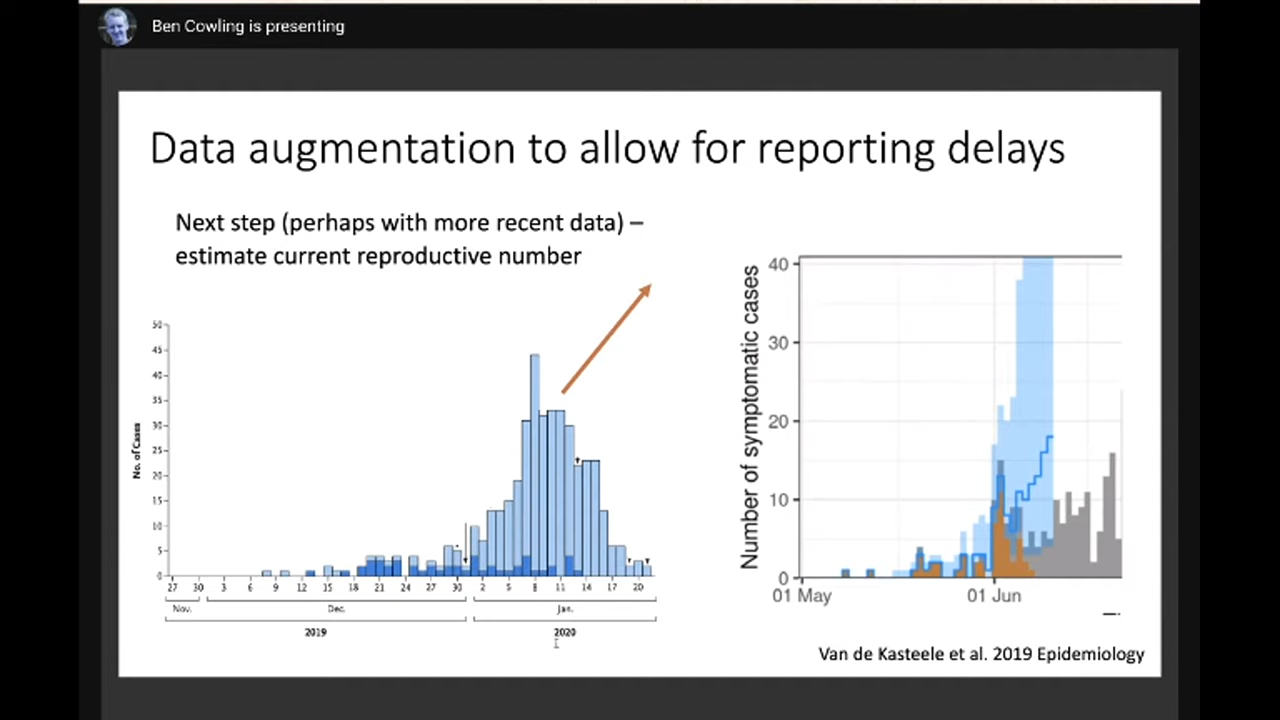 Ben Cowling is presenting
Data augmentation to allow for reporting delays
Next step (perhaps with more recent data) –
estimate current reproductive number
50
45
40
35
30
25
20
15
10
5
0
No. of Cases
27 30 3 6 9 12 15 18 21 24 27 30 2 5 8 11 14 17 20
Nov. Dec. Jan.
2019 2020
Number of symptomatic cases
40
30
20
10
0
01 May 01 Jun
Van de Kasteele et al. 2019 Epidemiology